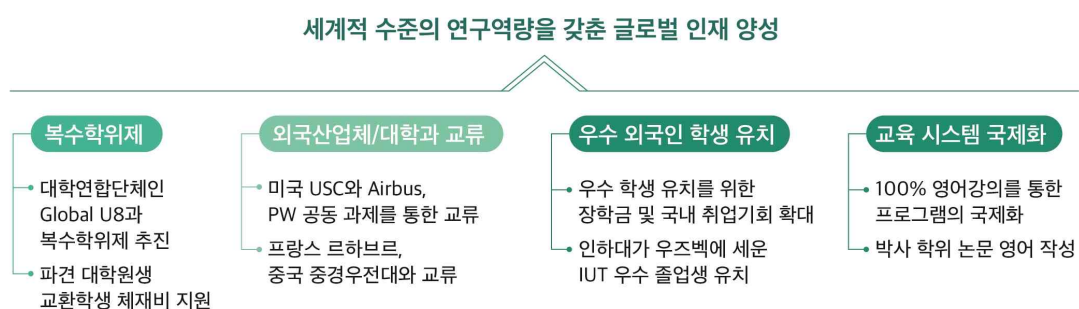 세계적 수준의 연구역량을 갖춘 글로벌 인재 양성
복수학위제
대학연합단체인
Global U8과
복수학위제 추진
파견 대학원생
교환학생 체재비 지원
외국산업체/대학과 교류
미국 USC와 Airbus,
PW 공동 과제를 통한 교류
프랑스 르하브르,
중국 중경우전대와 교류
우수 외국인 학생 유치
우수 학생 유치를 위한
장학금 및 국내 취업기회 확대
인하대가 우즈벡에 세운
IUT 우수 졸업생 유치
교육 시스템 국제화
100% 영어강의를 통한
프로그램의 국제화
박사 학위 논문 영어 작성